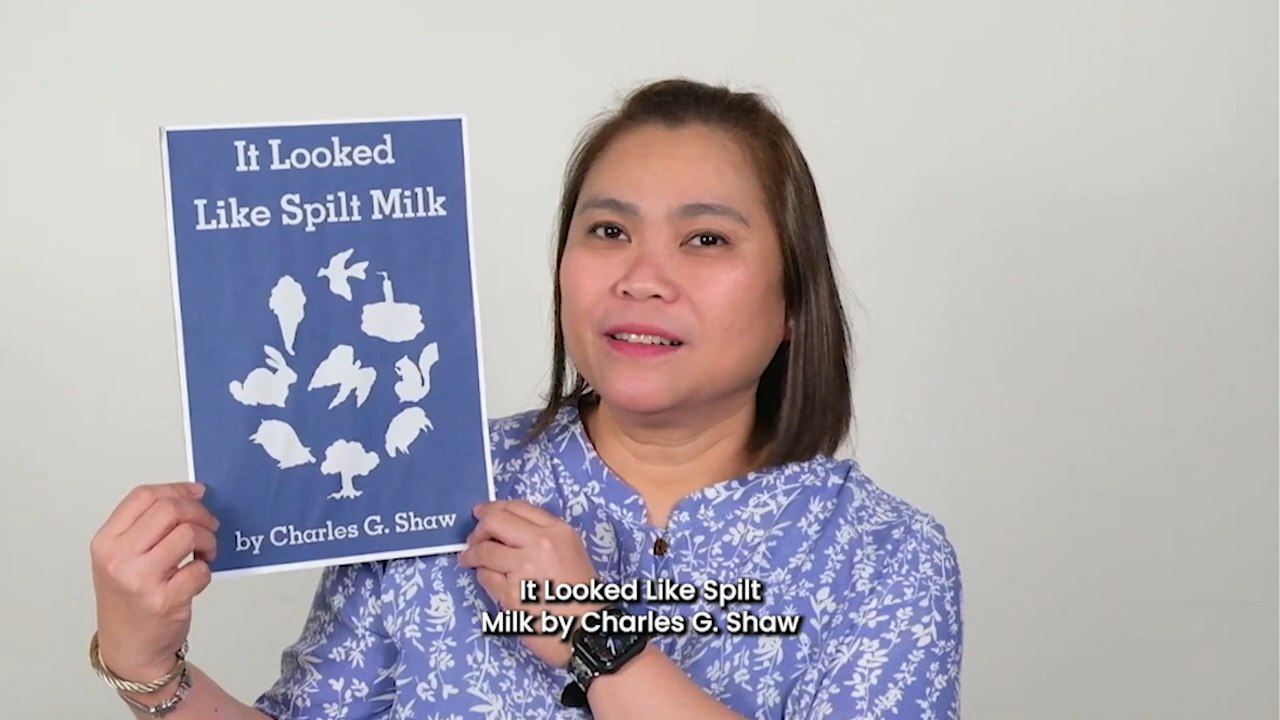 It Looked
Like Spilt Milk
by Charles G. Shaw
It Looked Like Spilt
Milk by Charles G. Shaw